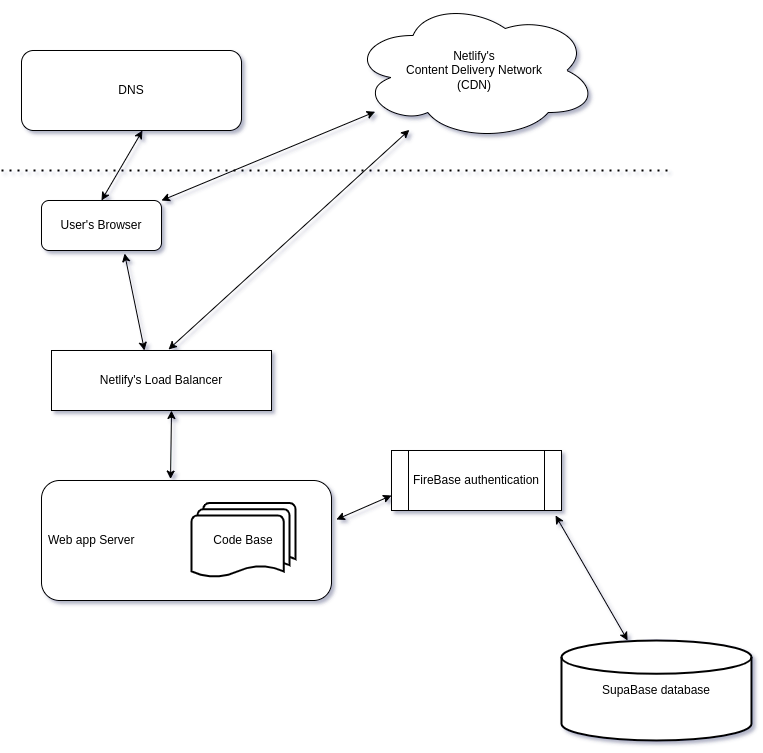 DNS
Netlify's
Content Delivery Network
(CDN)
User's Browser
Netlify's Load Balancer
FireBase authentication
Web app Server
Code Base
SupaBase database